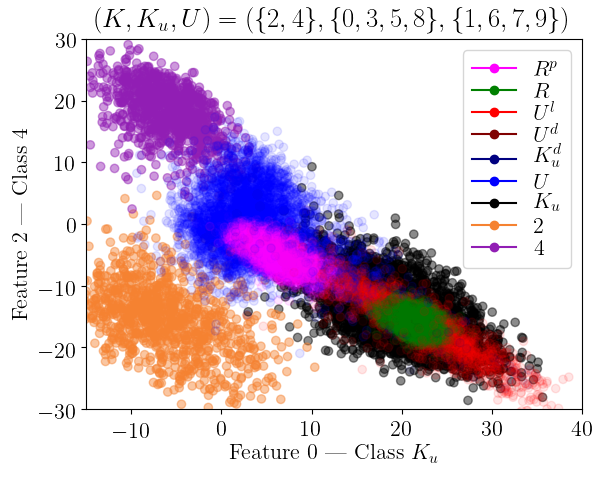 (K, K_u, U) = ({2, 4}, {0, 3, 5, 8}, {1, 6, 7, 9})
R^p
R
U^l
U^d
K_u^d
U
K_u
2
4
Feature 2 — Class 4
30
20
10
0
−10
−20
−30
−10 0 10 20 30 40
Feature 0 — Class K_u